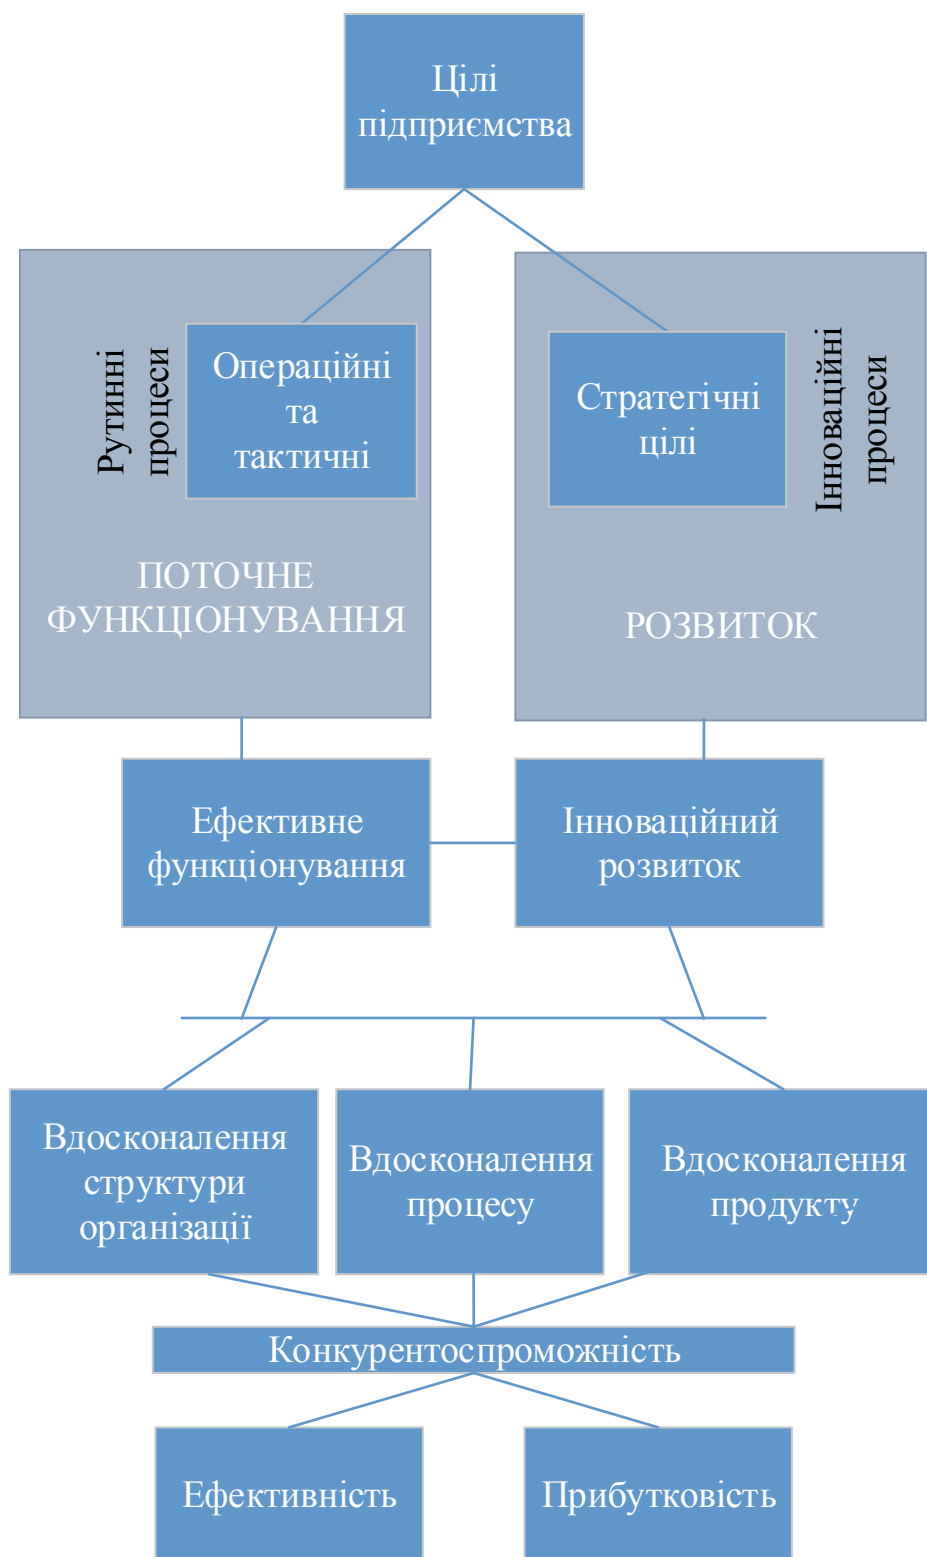 Цілі
підприємства
Рутинні
процеси
Операційні
та
тактичні
ПОТОЧНЕ
ФУНКЦІОНУВАННЯ
Стратегічні
цілі
Інноваційні
процеси
РОЗВИТОК
Ефективне
функціонування
Інноваційний
розвиток
Вдосконалення
структури
організації
Вдосконалення
процесу
Вдосконалення
продукту
Конкурентоспроможність
Ефективність
Прибутковість